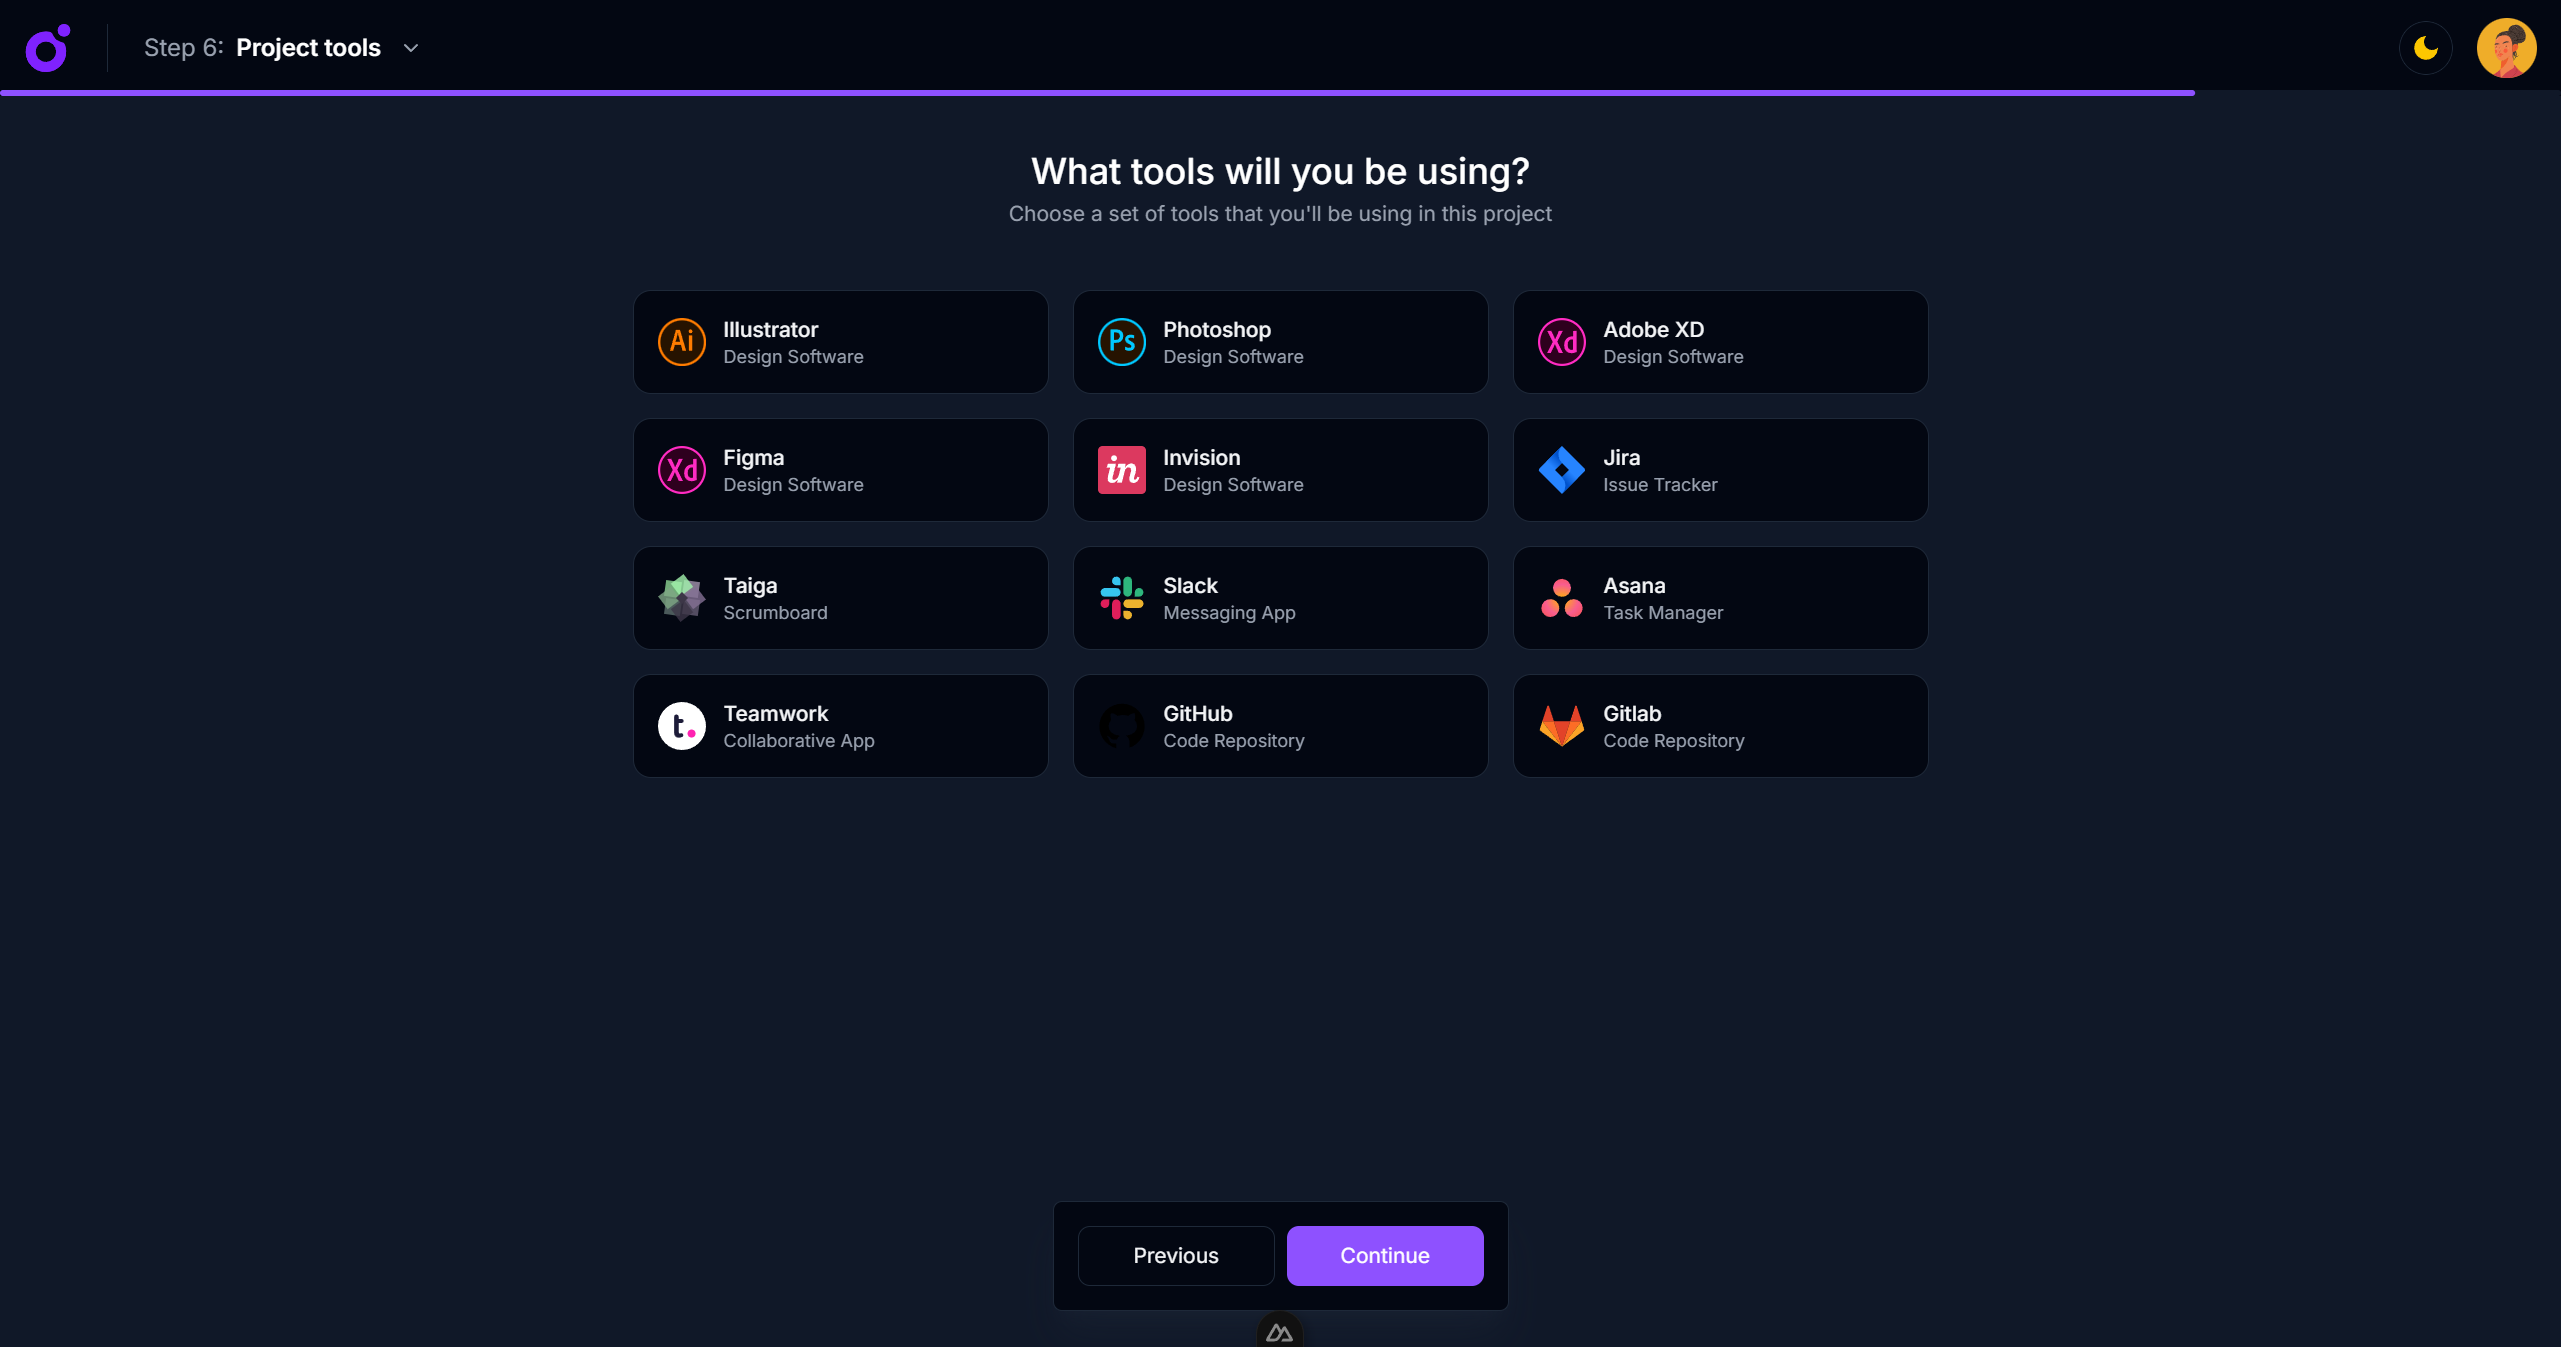 Step 6: Project tools
What tools will you be using?
Choose a set of tools that you'll be using in this project
Ai
Illustrator
Design Software
Ps
Photoshop
Design Software
Xd
Adobe XD
Design Software
Xd
Figma
Design Software
in
Invision
Design Software
Jira
Issue Tracker
Taiga
Scrumboard
Slack
Messaging App
Asana
Task Manager
t.
Teamwork
Collaborative App
GitHub
Code Repository
Gitlab
Code Repository
Previous
Continue